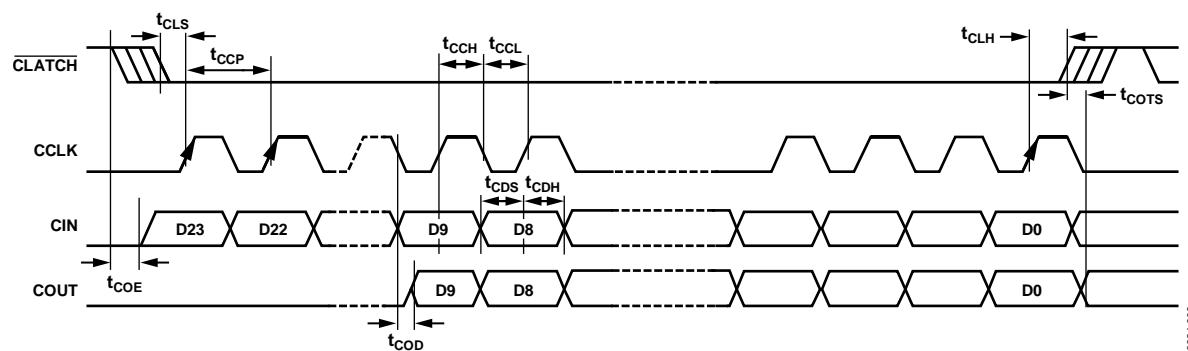 tCLS
tCCP
tCCH
tCCL
tCLH
CLATCH
tCOTS
CCLK
tCDS
tCDH
CIN
D23
D22
D9
D8
D0
tCOE
COUT
D9
D8
D0
tCOD